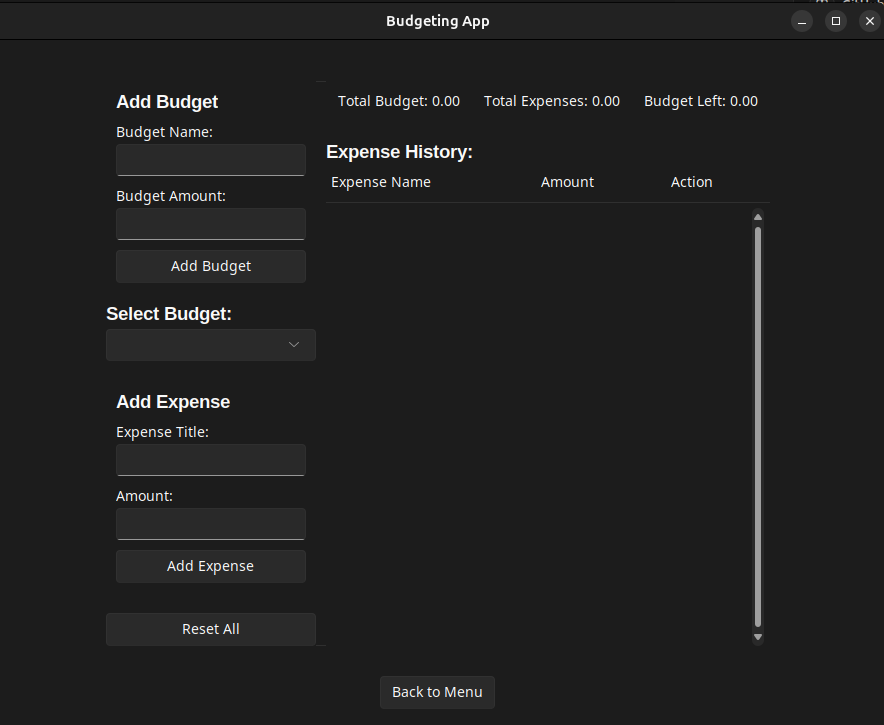 Budgeting App
Add Budget
Budget Name:
Budget Amount:
Add Budget
Select Budget:
Add Expense
Expense Title:
Amount:
Add Expense
Reset All
Total Budget: 0.00 Total Expenses: 0.00 Budget Left: 0.00
Expense History:
Expense Name Amount Action
Back to Menu